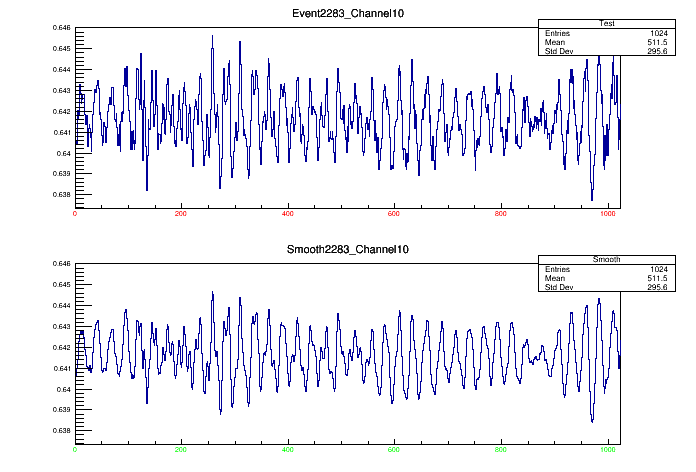 Event2283_Channel10
Test
Entries 1024
Mean 511.5
Std Dev 295.6
0.646
0.645
0.644
0.643
0.642
0.641
0.64
0.639
0.638
0 200 400 600 800 1000
Smooth2283_Channel10
Smooth
Entries 1024
Mean 511.5
Std Dev 295.6
0.646
0.645
0.644
0.643
0.642
0.641
0.64
0.639
0.638
0 200 400 600 800 1000